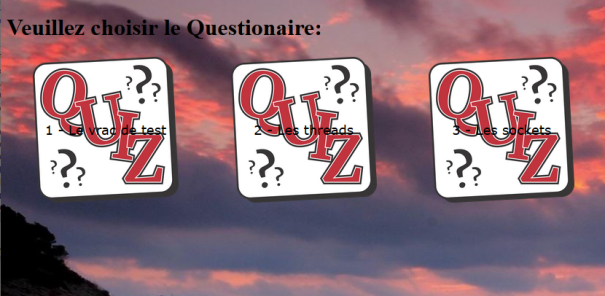 Veuillez choisir le Questionaire:
QUIZ QUIZ QUIZ
? ? ? ? ? ? ? ? ?
1 - Le vrac de test 2 - Les threads 3 - Les sockets
? ? ? ? ? ? ? ? ?